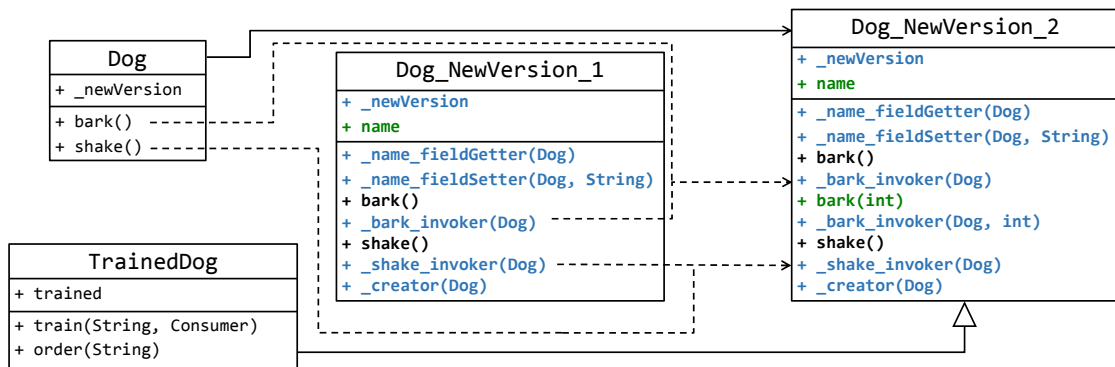 Dog
+ _newVersion
+ bark()
+ shake()
TrainedDog
+ trained
+ train(String, Consumer)
+ order(String)
Dog_NewVersion_1
+ _newVersion
+ name
+ _name_fieldGetter(Dog)
+ _name_fieldSetter(Dog, String)
+ bark()
+ _bark_invoker(Dog)
+ shake()
+ _shake_invoker(Dog)
+ _creator(Dog)
Dog_NewVersion_2
+ _newVersion
+ name
+ _name_fieldGetter(Dog)
+ _name_fieldSetter(Dog, String)
+ bark()
+ _bark_invoker(Dog)
+ bark(int)
+ _bark_invoker(Dog, int)
+ shake()
+ _shake_invoker(Dog)
+ _creator(Dog)